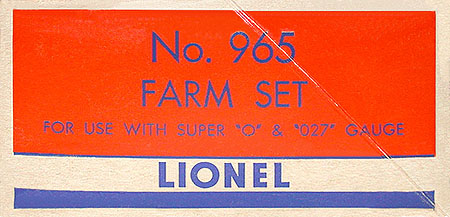 No. 965
FARM SET
FOR USE WITH SUPER "O" & "027" GAUGE
LIONEL